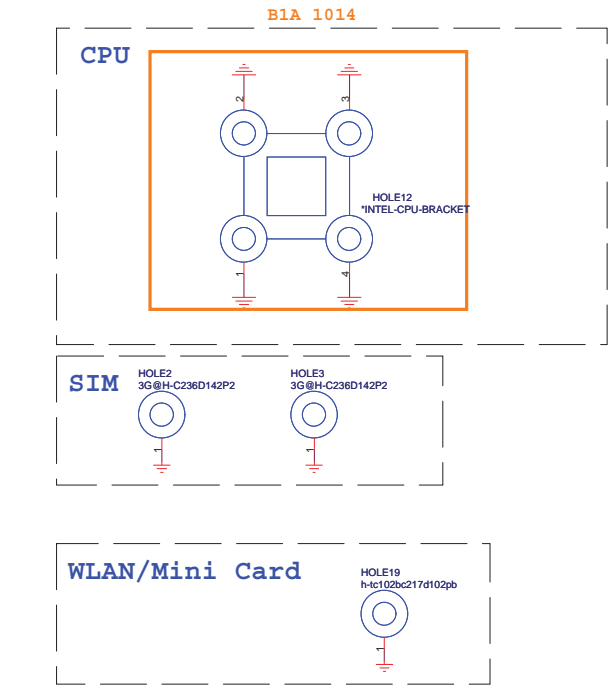 B1A 1014
CPU
2
3
HOLE12
*INTEL-CPU-BRACKET
1
4
SIM
HOLE2
3G@H-C236D142P2
HOLE3
3G@H-C236D142P2
1
1
WLAN/Mini Card
HOLE19
h-tc102bc217d102pb
1